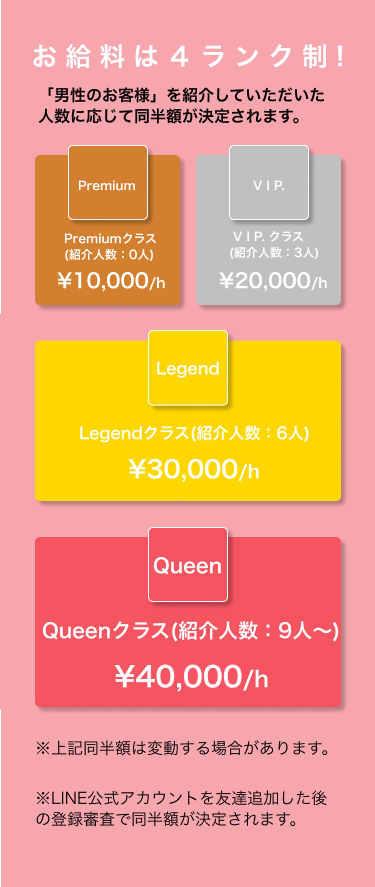 お給料は４ランク制！
「男性のお客様」を紹介していただいた
人数に応じて同半額が決定されます。
Premium
Premiumクラス
(紹介人数：0人)
¥10,000/h
ＶＩＰ.
ＶＩＰ. クラス
(紹介人数：3人)
¥20,000/h
Legend
Legendクラス(紹介人数：6人)
¥30,000/h
Queen
Queenクラス(紹介人数：9人〜)
¥40,000/h
※上記同半額は変動する場合があります。
※LINE公式アカウントを友達追加した後
の登録審査で同半額が決定されます。